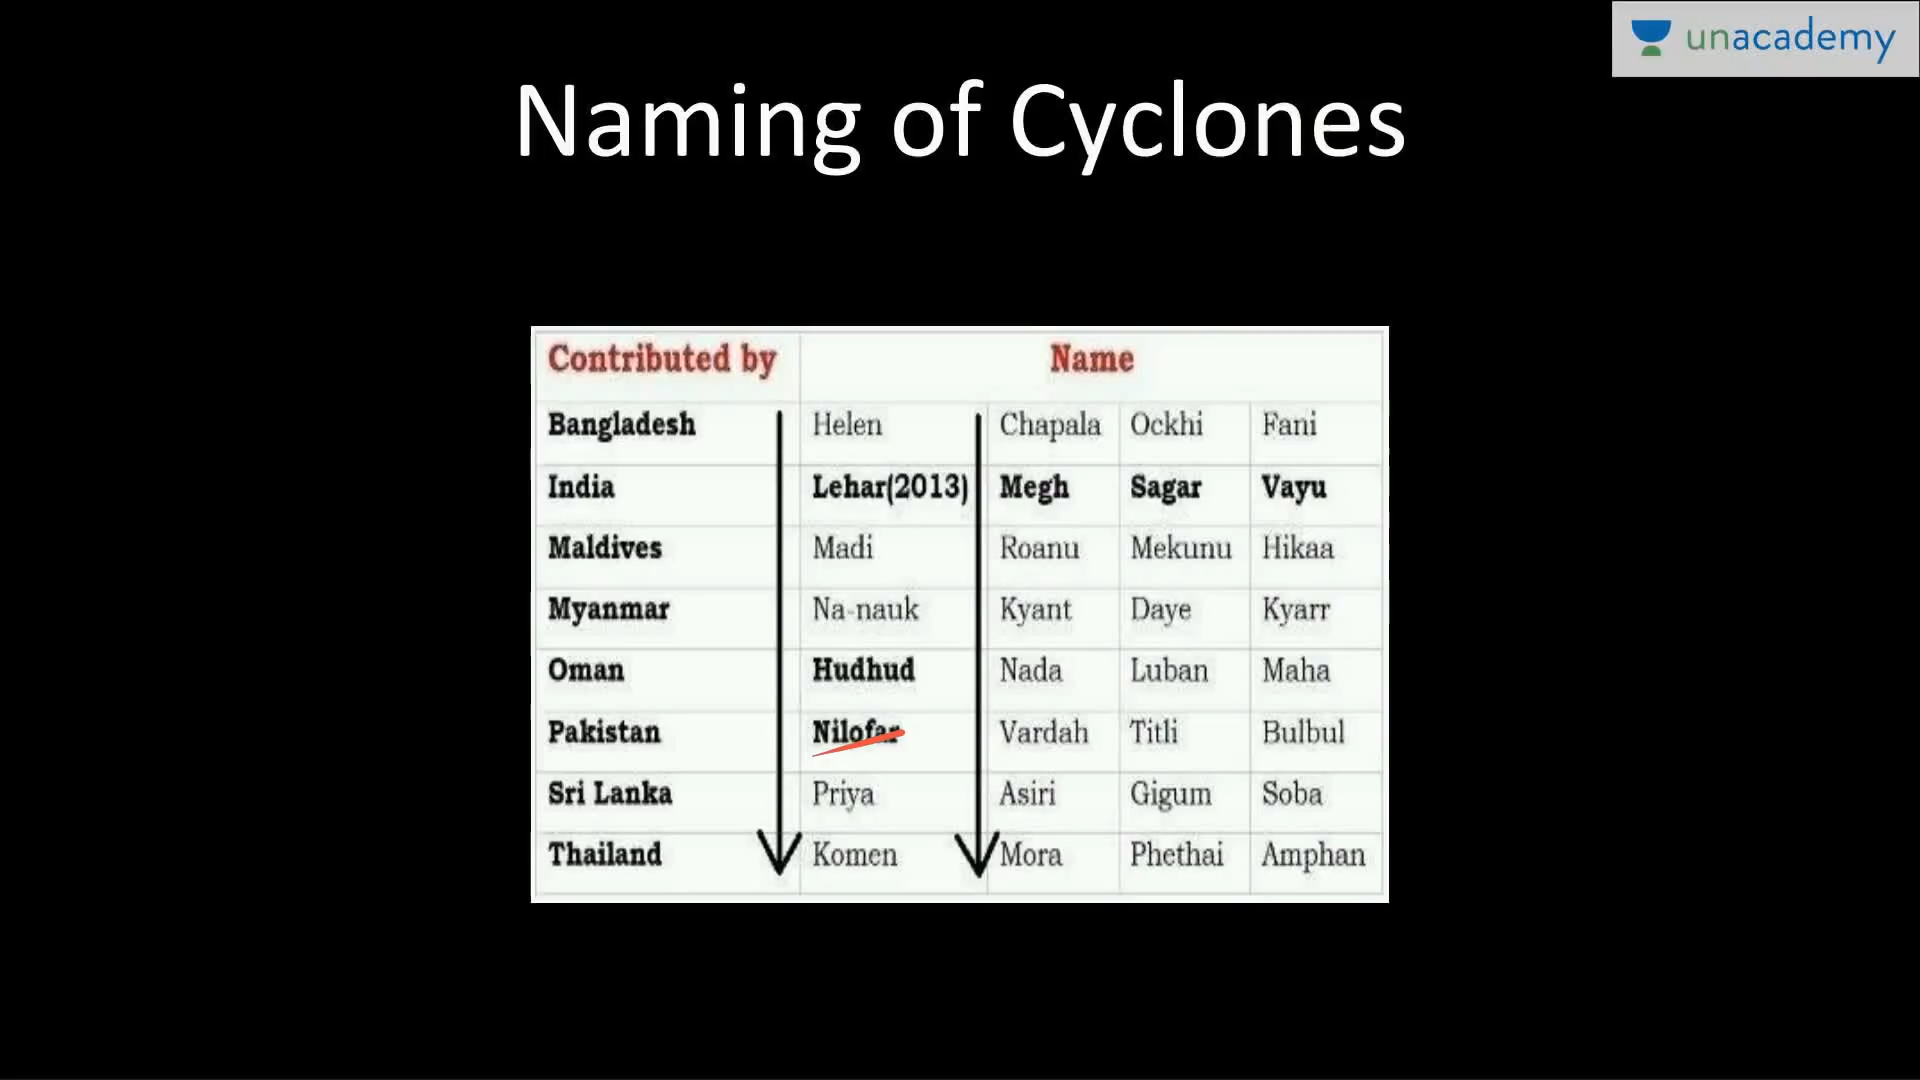 unacademy
Naming of Cyclones
Contributed by Name
Bangladesh Helen Chapala Ockhi Fani
India Lehar(2013) Megh Sagar Vayu
Maldives Madi Roanu Mekunu Hikaa
Myanmar Na-nauk Kyant Daye Kyarr
Oman Hudhud Nada Luban Maha
Pakistan Nilofar Vardah Titli Bulbul
Sri Lanka Priya Asiri Gigum Soba
Thailand Komen Mora Phethai Amphan